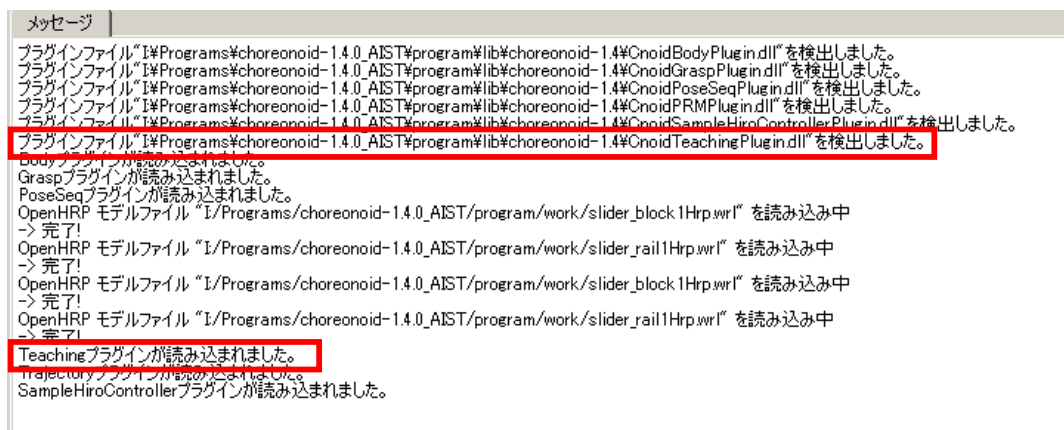 メッセージ
プラグインファイル"I:¥Programs¥choreonoid-1.4.0_AIST¥program¥lib¥choreonoid-1.4¥CnoidBodyPlugin.dll"を検出しました。
プラグインファイル"I:¥Programs¥choreonoid-1.4.0_AIST¥program¥lib¥choreonoid-1.4¥CnoidGraspPlugin.dll"を検出しました。
プラグインファイル"I:¥Programs¥choreonoid-1.4.0_AIST¥program¥lib¥choreonoid-1.4¥CnoidPoseSeqPlugin.dll"を検出しました。
プラグインファイル"I:¥Programs¥choreonoid-1.4.0_AIST¥program¥lib¥choreonoid-1.4¥CnoidPRMPlugin.dll"を検出しました。
プラグインファイル"I:¥Programs¥choreonoid-1.4.0_AIST¥program¥lib¥choreonoid-1.4¥CnoidSampleHiroControllerPlugin.dll"を検出しました。
プラグインファイル"I:¥Programs¥choreonoid-1.4.0_AIST¥program¥lib¥choreonoid-1.4¥CnoidTeachingPlugin.dll"を検出しました。
Bodyプラグインが読み込まれました。
Graspプラグインが読み込まれました。
PoseSeqプラグインが読み込まれました。
OpenHRP モデルファイル "I:/Programs/choreonoid-1.4.0_AIST/program/work/slider_block1Hrp.wrl" を読み込み中
-> 完了!
OpenHRP モデルファイル "I:/Programs/choreonoid-1.4.0_AIST/program/work/slider_rail1Hrp.wrl" を読み込み中
-> 完了!
OpenHRP モデルファイル "I:/Programs/choreonoid-1.4.0_AIST/program/work/slider_block1Hrp.wrl" を読み込み中
-> 完了!
OpenHRP モデルファイル "I:/Programs/choreonoid-1.4.0_AIST/program/work/slider_rail1Hrp.wrl" を読み込み中
-> 完了!
Teachingプラグインが読み込まれました。
Trajectoryプラグインが読み込まれました。
SampleHiroControllerプラグインが読み込まれました。